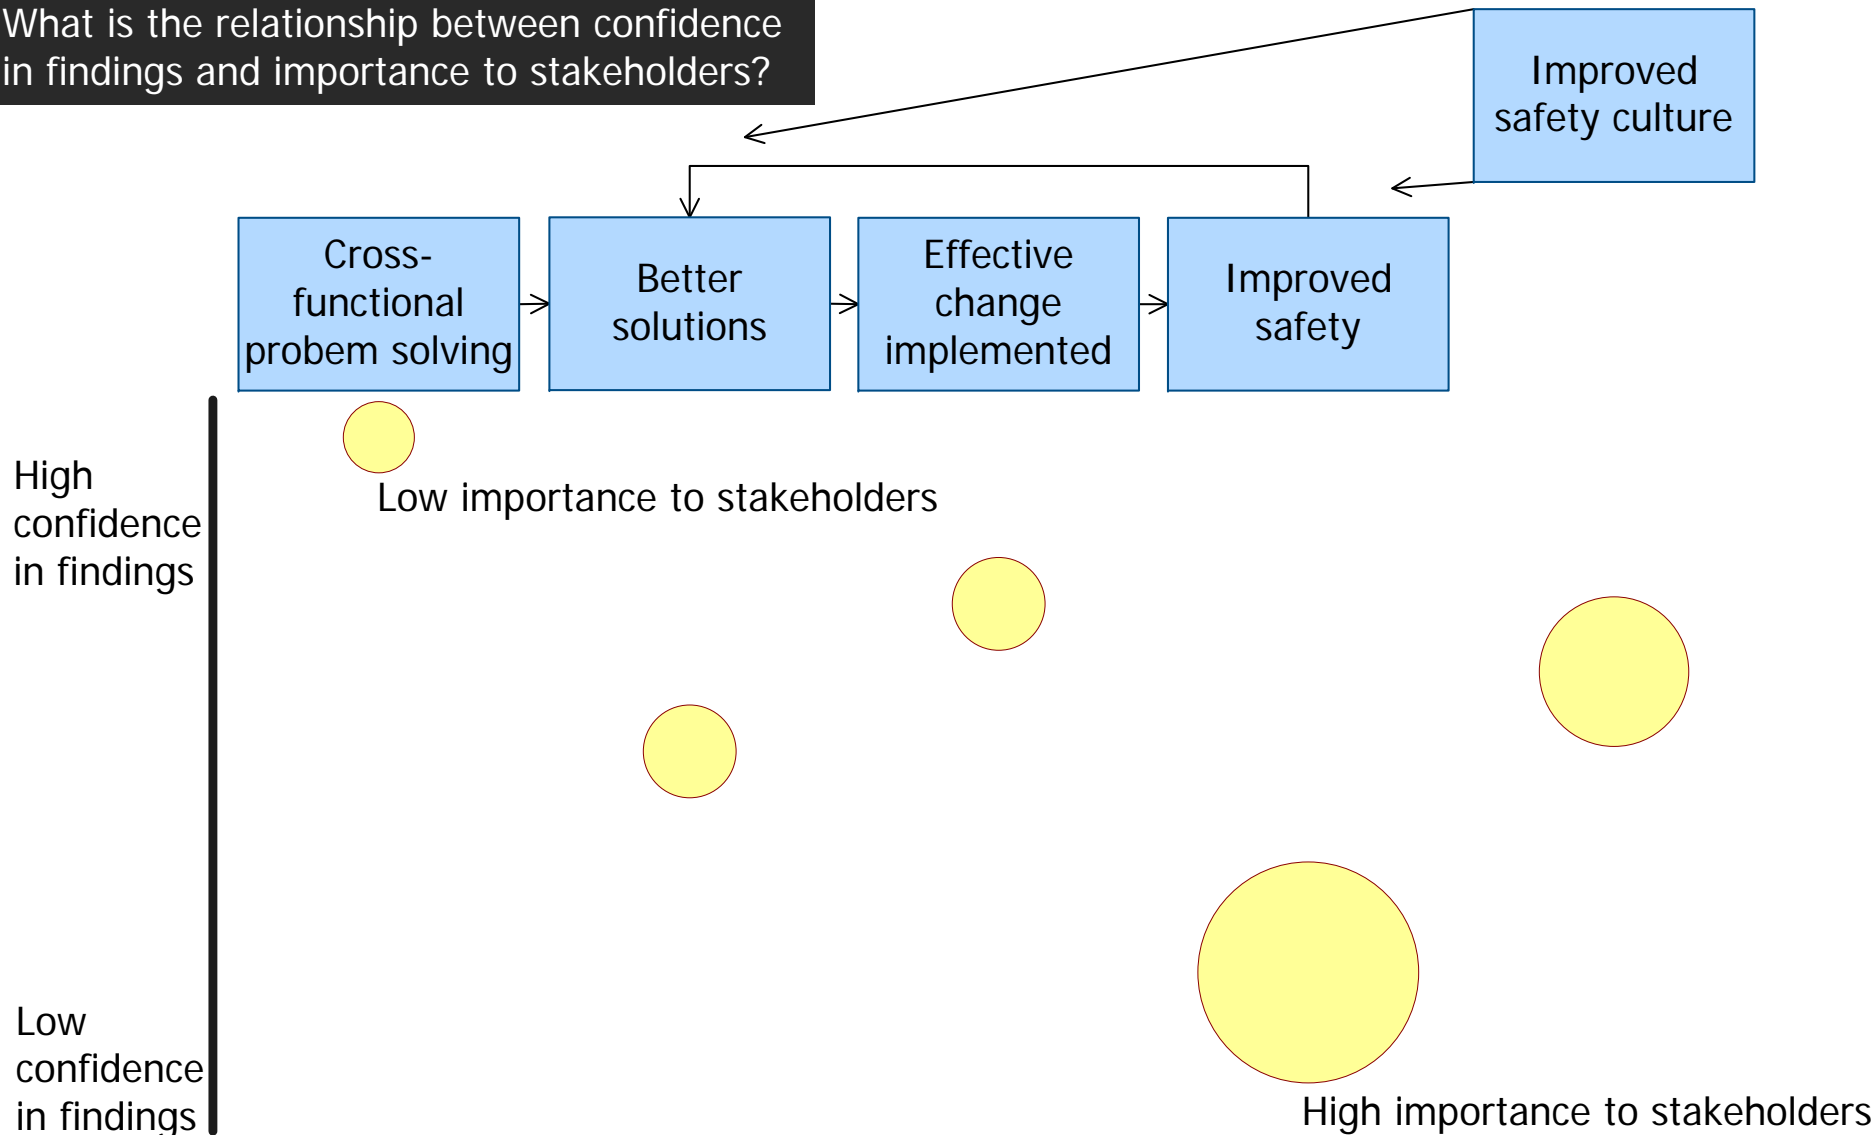 What is the relationship between confidence
in findings and importance to stakeholders?
Improved
safety culture
Cross-
functional
probem solving
Better
solutions
Effective
change
implemented
Improved
safety
High
confidence
in findings
Low importance to stakeholders
Low
confidence
in findings
High importance to stakeholders